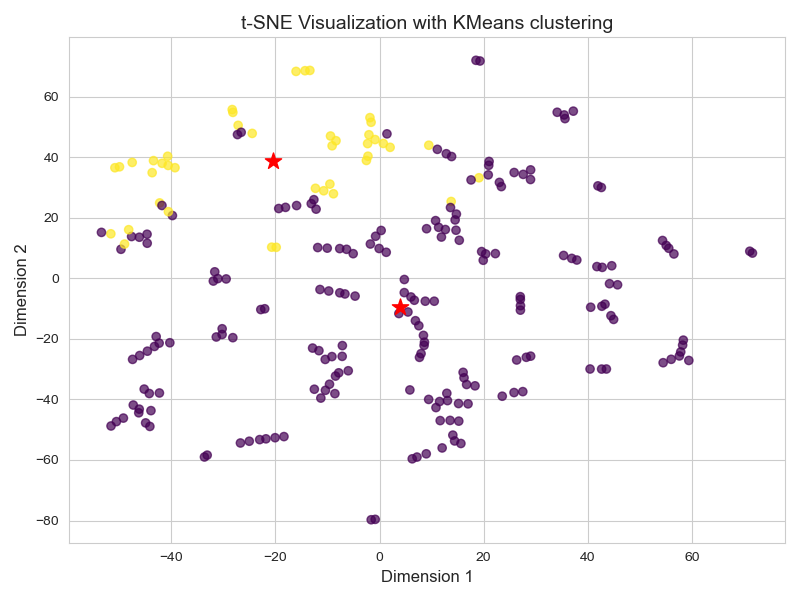 t-SNE Visualization with KMeans clustering
60
40
20
0
−20
−40
−60
−80
Dimension 2
−40 −20 0 20 40 60
Dimension 1